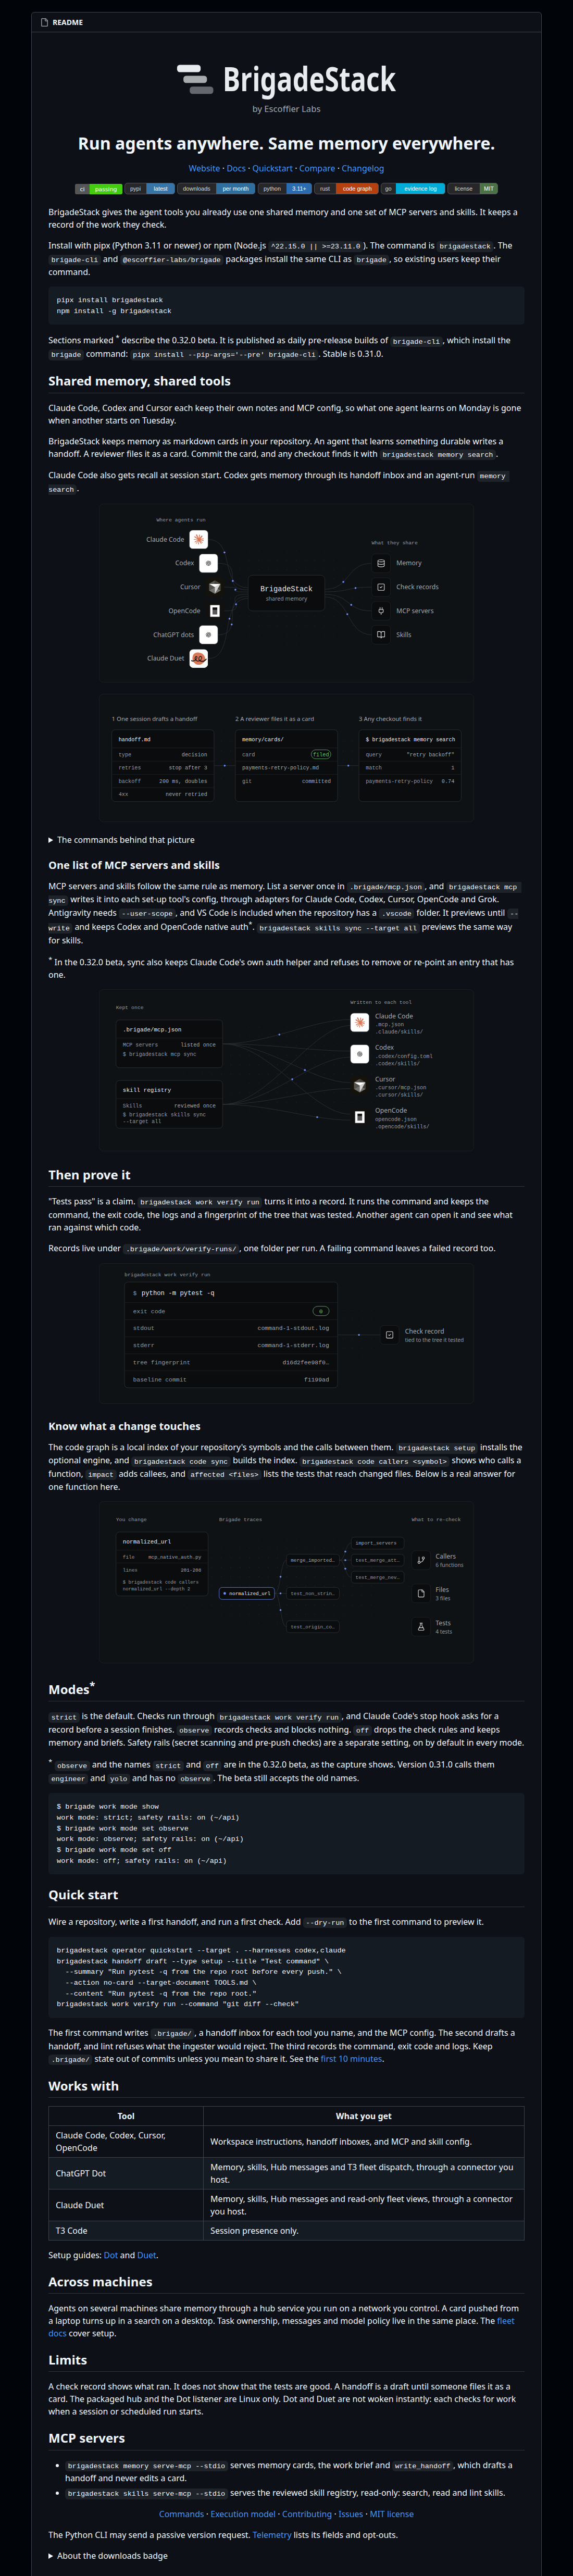 README
BrigadeStack
by Escoffier Labs
Run agents anywhere. Same memory everywhere.
Website · Docs · Quickstart · Compare · Changelog
ci passing pypi latest downloads per month python 3.11+ rust code graph go evidence log license MIT
BrigadeStack gives the agent tools you already use one shared memory and one set of MCP servers and skills. It keeps a
record of the work they check.
Install with pipx (Python 3.11 or newer) or npm (Node.js ^22.15.0 || >=23.11.0). The command is brigadestack. The
brigade-cli and @escoffier-labs/brigade packages install the same CLI as brigade, so existing users keep their
command.
pipx install brigadestack
npm install -g brigadestack
Sections marked * describe the 0.32.0 beta. It is published as daily pre-release builds of brigade-cli, which install the
brigade command: pipx install --pip-args='--pre' brigade-cli. Stable is 0.31.0.
Shared memory, shared tools
Claude Code, Codex and Cursor each keep their own notes and MCP config, so what one agent learns on Monday is gone
when another starts on Tuesday.
BrigadeStack keeps memory as markdown cards in your repository. An agent that learns something durable writes a
handoff. A reviewer files it as a card. Commit the card, and any checkout finds it with brigadestack memory search.
Claude Code also gets recall at session start. Codex gets memory through its handoff inbox and an agent-run memory
search.
Where agents run
Claude Code
Codex
Cursor
OpenCode
ChatGPT dots
Claude Duet
BrigadeStack
shared memory
What they share
Memory
Check records
MCP servers
Skills
1 One session drafts a handoff
handoff.md
type decision
retries stop after 3
backoff 200 ms, doubles
4xx never retried
2 A reviewer files it as a card
memory/cards/
card filed
payments-retry-policy.md
git committed
3 Any checkout finds it
$ brigadestack memory search
query "retry backoff"
match 1
payments-retry-policy 0.74
The commands behind that picture
One list of MCP servers and skills
MCP servers and skills follow the same rule as memory. List a server once in .brigade/mcp.json, and brigadestack mcp
sync writes it into each set-up tool's config, through adapters for Claude Code, Codex, Cursor, OpenCode and Grok.
Antigravity needs --user-scope, and VS Code is included when the repository has a .vscode folder. It previews until --
write and keeps Codex and OpenCode native auth*. brigadestack skills sync --target all previews the same way
for skills.
* In the 0.32.0 beta, sync also keeps Claude Code's own auth helper and refuses to remove or re-point an entry that has
one.
Kept once
.brigade/mcp.json
MCP servers listed once
$ brigadestack mcp sync
skill registry
Skills reviewed once
$ brigadestack skills sync
--target all
Written to each tool
Claude Code
.mcp.json
.claude/skills/
Codex
.codex/config.toml
.codex/skills/
Cursor
.cursor/mcp.json
.cursor/skills/
OpenCode
opencode.json
.opencode/skills/
Then prove it
"Tests pass" is a claim. brigadestack work verify run turns it into a record. It runs the command and keeps the
command, the exit code, the logs and a fingerprint of the tree that was tested. Another agent can open it and see what
ran against which code.
Records live under .brigade/work/verify-runs/, one folder per run. A failing command leaves a failed record too.
brigadestack work verify run
$ python -m pytest -q
exit code 0
stdout command-1-stdout.log
stderr command-1-stderr.log
tree fingerprint
baseline commit f1199ad
Check record
tied to the tree it tested
Know what a change touches
The code graph is a local index of your repository's symbols and the calls between them. brigadestack setup installs the
optional engine, and brigadestack code sync builds the index. brigadestack code callers <symbol> shows who calls a
function, impact adds callees, and affected <files> lists the tests that reach changed files. Below is a real answer for
one function here.
You change
normalized_url
file mcp_native_auth.py
lines 201-209
$ brigadestack code callers
normalized_url --depth 2
Brigade traces
normalized_url
merge_imported…
test_non_strin…
test_origin_co…
import_servers
test_merge_att…
test_merge_nev…
What to re-check
Callers
6 functions
Files
3 files
Tests
4 tests
Modes*
strict is the default. Checks run through brigadestack work verify run, and Claude Code's stop hook asks for a
record before a session finishes. observe records checks and blocks nothing. off drops the check rules and keeps
memory and briefs. Safety rails (secret scanning and pre-push checks) are a separate setting, on by default in every mode.
* observe and the names strict and off are in the 0.32.0 beta, as the capture shows. Version 0.31.0 calls them
engineer and yolo and has no observe. The beta still accepts the old names.
$ brigade work mode show
work mode: strict; safety rails: on (~/api)
$ brigade work mode set observe
work mode: observe; safety rails: on (~/api)
$ brigade work mode set off
work mode: off; safety rails: on (~/api)
Quick start
Wire a repository, write a first handoff, and run a first check. Add --dry-run to the first command to preview it.
brigadestack operator quickstart --target . --harnesses codex,claude
brigadestack handoff draft --type setup --title "Test command" \
--summary "Run pytest -q from the repo root before every push." \
--action no-card --target-document TOOLS.md \
--content "Run pytest -q from the repo root."
brigadestack work verify run --command "git diff --check"
The first command writes .brigade/, a handoff inbox for each tool you name, and the MCP config. The second drafts a
handoff, and lint refuses what the ingester would reject. The third records the command, exit code and logs. Keep
.brigade/ state out of commits unless you mean to share it. See the first 10 minutes.
Works with
Tool What you get
Claude Code, Codex, Cursor,
OpenCode
Workspace instructions, handoff inboxes, and MCP and skill config.
ChatGPT Dot
Memory, skills, Hub messages and T3 fleet dispatch, through a connector you
host.
Claude Duet
Memory, skills, Hub messages and read-only fleet views, through a connector
you host.
T3 Code Session presence only.
Setup guides: Dot and Duet.
Across machines
Agents on several machines share memory through a hub service you run on a network you control. A card pushed from
a laptop turns up in a search on a desktop. Task ownership, messages and model policy live in the same place. The fleet
docs cover setup.
Limits
A check record shows what ran. It does not show that the tests are good. A handoff is a draft until someone files it as a
card. The packaged hub and the Dot listener are Linux only. Dot and Duet are not woken instantly: each checks for work
when a session or scheduled run starts.
MCP servers
brigadestack memory serve-mcp --stdio serves memory cards, the work brief and write_handoff, which drafts a
handoff and never edits a card.
brigadestack skills serve-mcp --stdio serves the reviewed skill registry, read-only: search, read and lint skills.
Commands · Execution model · Contributing · Issues · MIT license
The Python CLI may send a passive version request. Telemetry lists its fields and opt-outs.
About the downloads badge